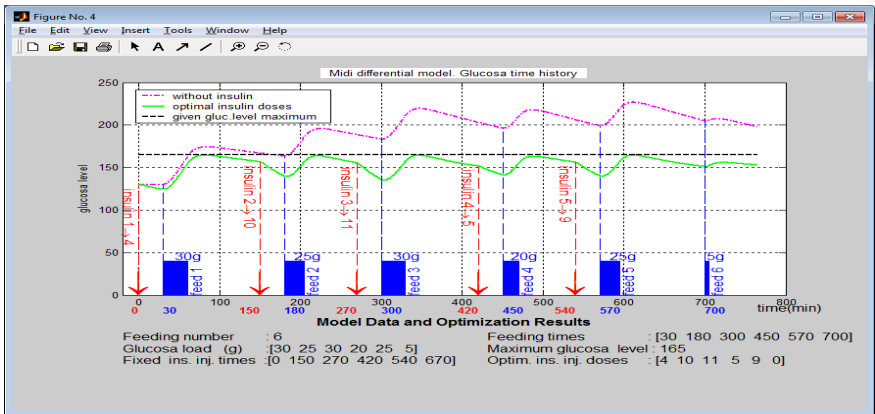 Figure No. 4
File Edit View Insert Tools Window Help
Midi differential model. Glucosa time history
250
200
150
100
50
0
glucosa level
without insulin
optimal insulin doses
given gluc.level maximum
insulin 1→4
insulin 2→10
insulin 3→11
insulin 4→5
insulin 5→9
30g
25g
30g
20g
25g
5g
feed 1
feed 2
feed 3
feed 4
feed 5
feed 6
0 100 200 300 400 500 600 700 800
0 30 150 180 270 300 420 450 540 570 700
time(min)
Model Data and Optimization Results
Feeding number : 6
Feeding times : [30 180 300 450 570 700]
Glucosa load (g) :[30 25 30 20 25 5]
Maximum glucosa level : 165
Fixed ins. inj. times :[0 150 270 420 540 670]
Optim. ins. inj. doses : [4 10 11 5 9 0]